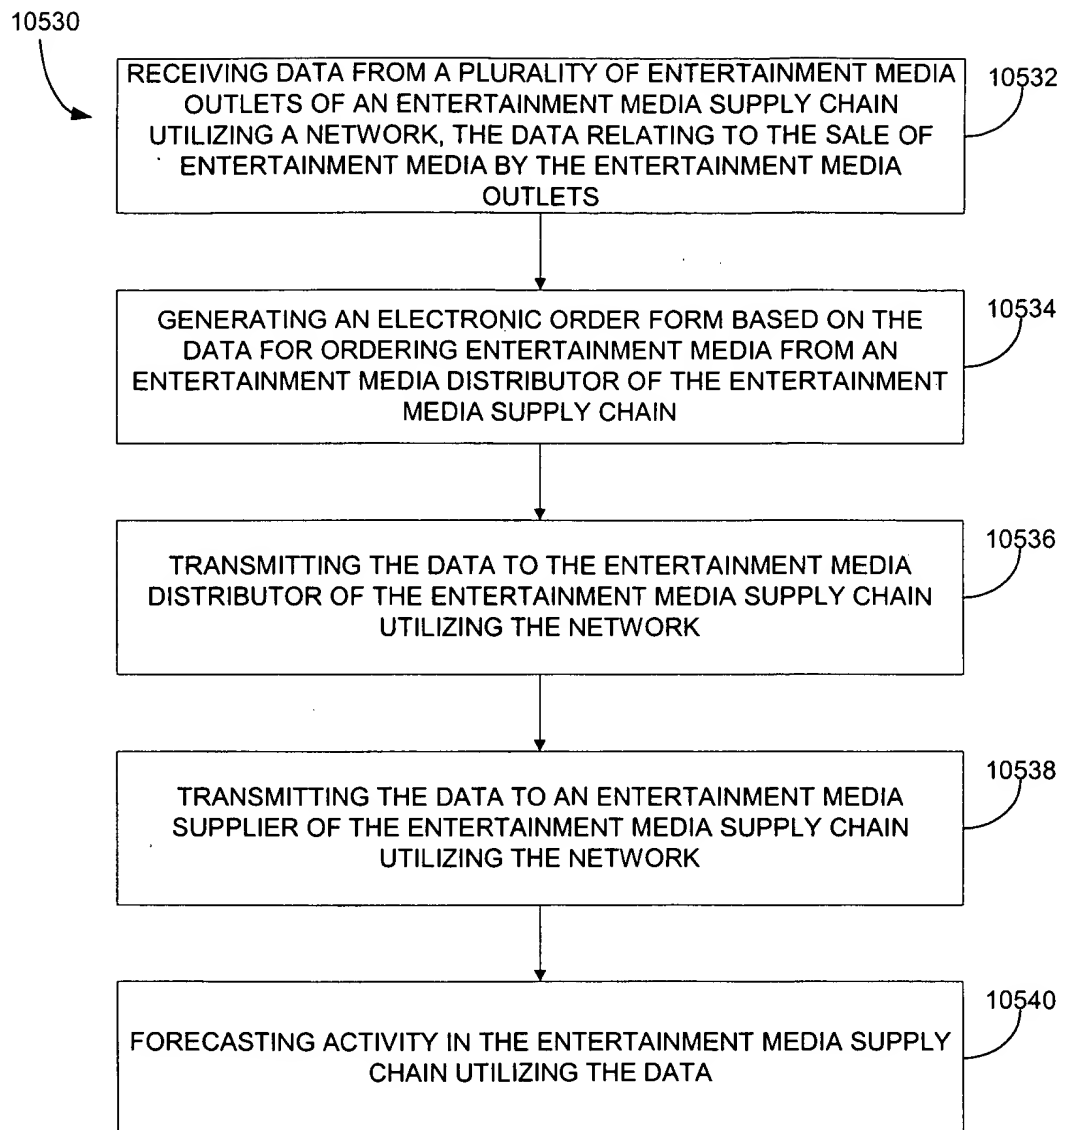 10530
RECEIVING DATA FROM A PLURALITY OF ENTERTAINMENT MEDIA
OUTLETS OF AN ENTERTAINMENT MEDIA SUPPLY CHAIN
UTILIZING A NETWORK, THE DATA RELATING TO THE SALE OF
ENTERTAINMENT MEDIA BY THE ENTERTAINMENT MEDIA
OUTLETS
10532
GENERATING AN ELECTRONIC ORDER FORM BASED ON THE
DATA FOR ORDERING ENTERTAINMENT MEDIA FROM AN
ENTERTAINMENT MEDIA DISTRIBUTOR OF THE ENTERTAINMENT
MEDIA SUPPLY CHAIN
10534
TRANSMITTING THE DATA TO THE ENTERTAINMENT MEDIA
DISTRIBUTOR OF THE ENTERTAINMENT MEDIA SUPPLY CHAIN
UTILIZING THE NETWORK
10536
TRANSMITTING THE DATA TO AN ENTERTAINMENT MEDIA
SUPPLIER OF THE ENTERTAINMENT MEDIA SUPPLY CHAIN
UTILIZING THE NETWORK
10538
FORECASTING ACTIVITY IN THE ENTERTAINMENT MEDIA SUPPLY
CHAIN UTILIZING THE DATA
10540